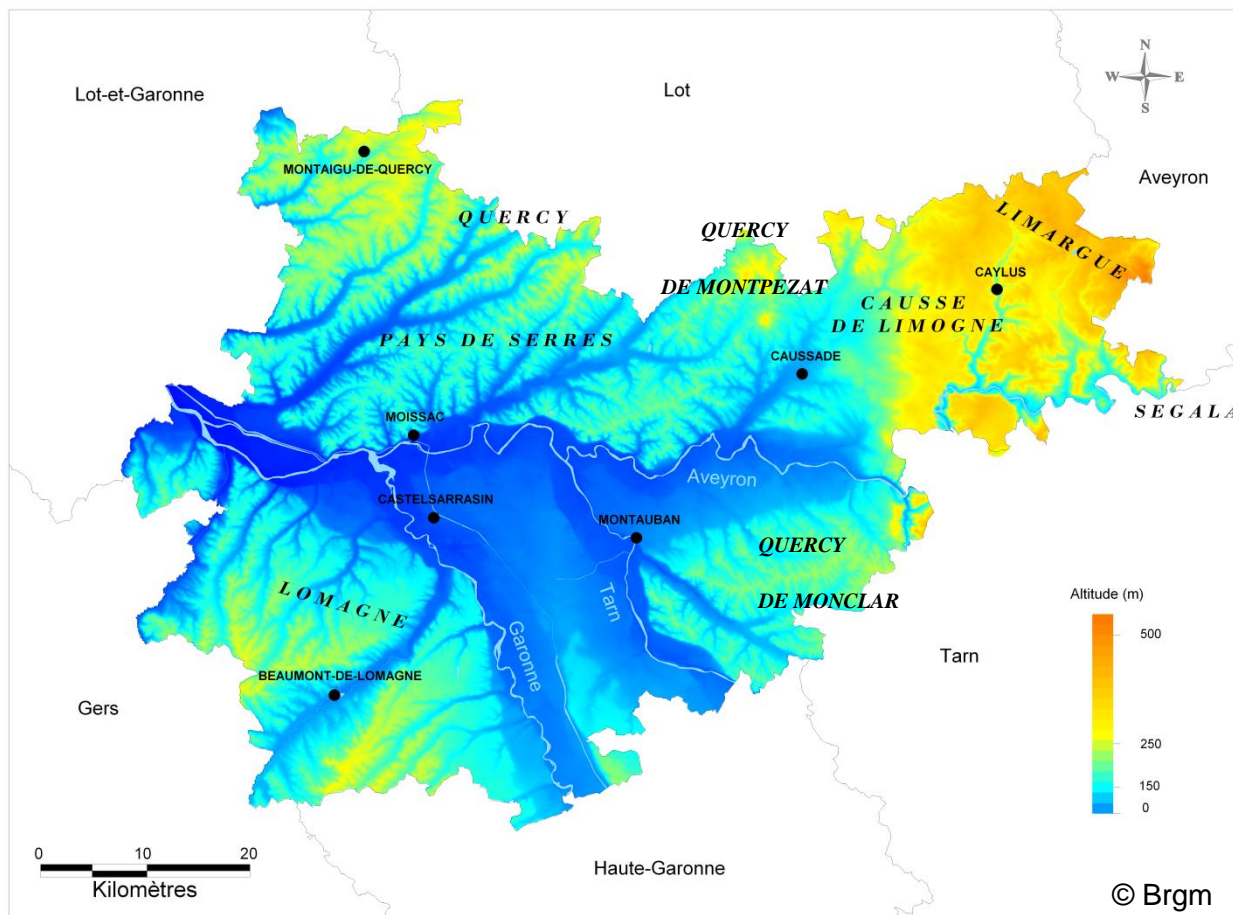 N
W E
S
Lot-et-Garonne
Lot
Aveyron
MONTAIGU-DE-QUERCY
QUERCY
QUERCY
DE MONTPEZAT
LIMARGUE
CAYLUS
CAUSSE
DE LIMOGNE
PAYS DE SERRES
CAUSSADE
SEGALA
MOISSAC
Aveyron
CASTELSARRASIN
MONTAUBAN
QUERCY
DE MONCLAR
LOMAGNE
Tarn
Garonne
BEAUMONT-DE-LOMAGNE
Gers
Tarn
Altitude (m)
500
250
150
0
0 10 20
Kilomètres
Haute-Garonne
© Brgm